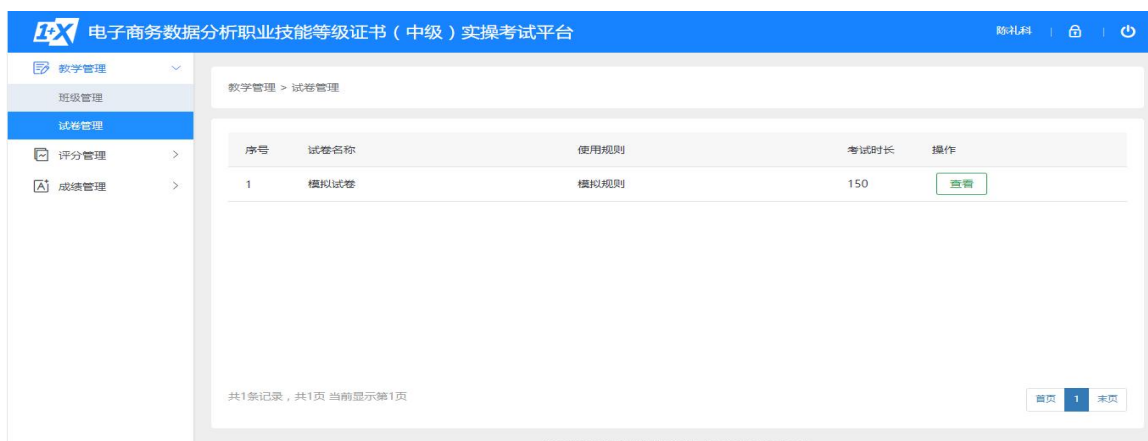 1+X 电子商务数据分析职业技能等级证书（中级）实操考试平台 陈礼科
教学管理
班级管理
试卷管理
评分管理
成绩管理
教学管理 > 试卷管理
序号 试卷名称 使用规则 考试时长 操作
1 模拟试卷 模拟规则 150 查看
共1条记录，共1页 当前显示第1页
首页 1 末页